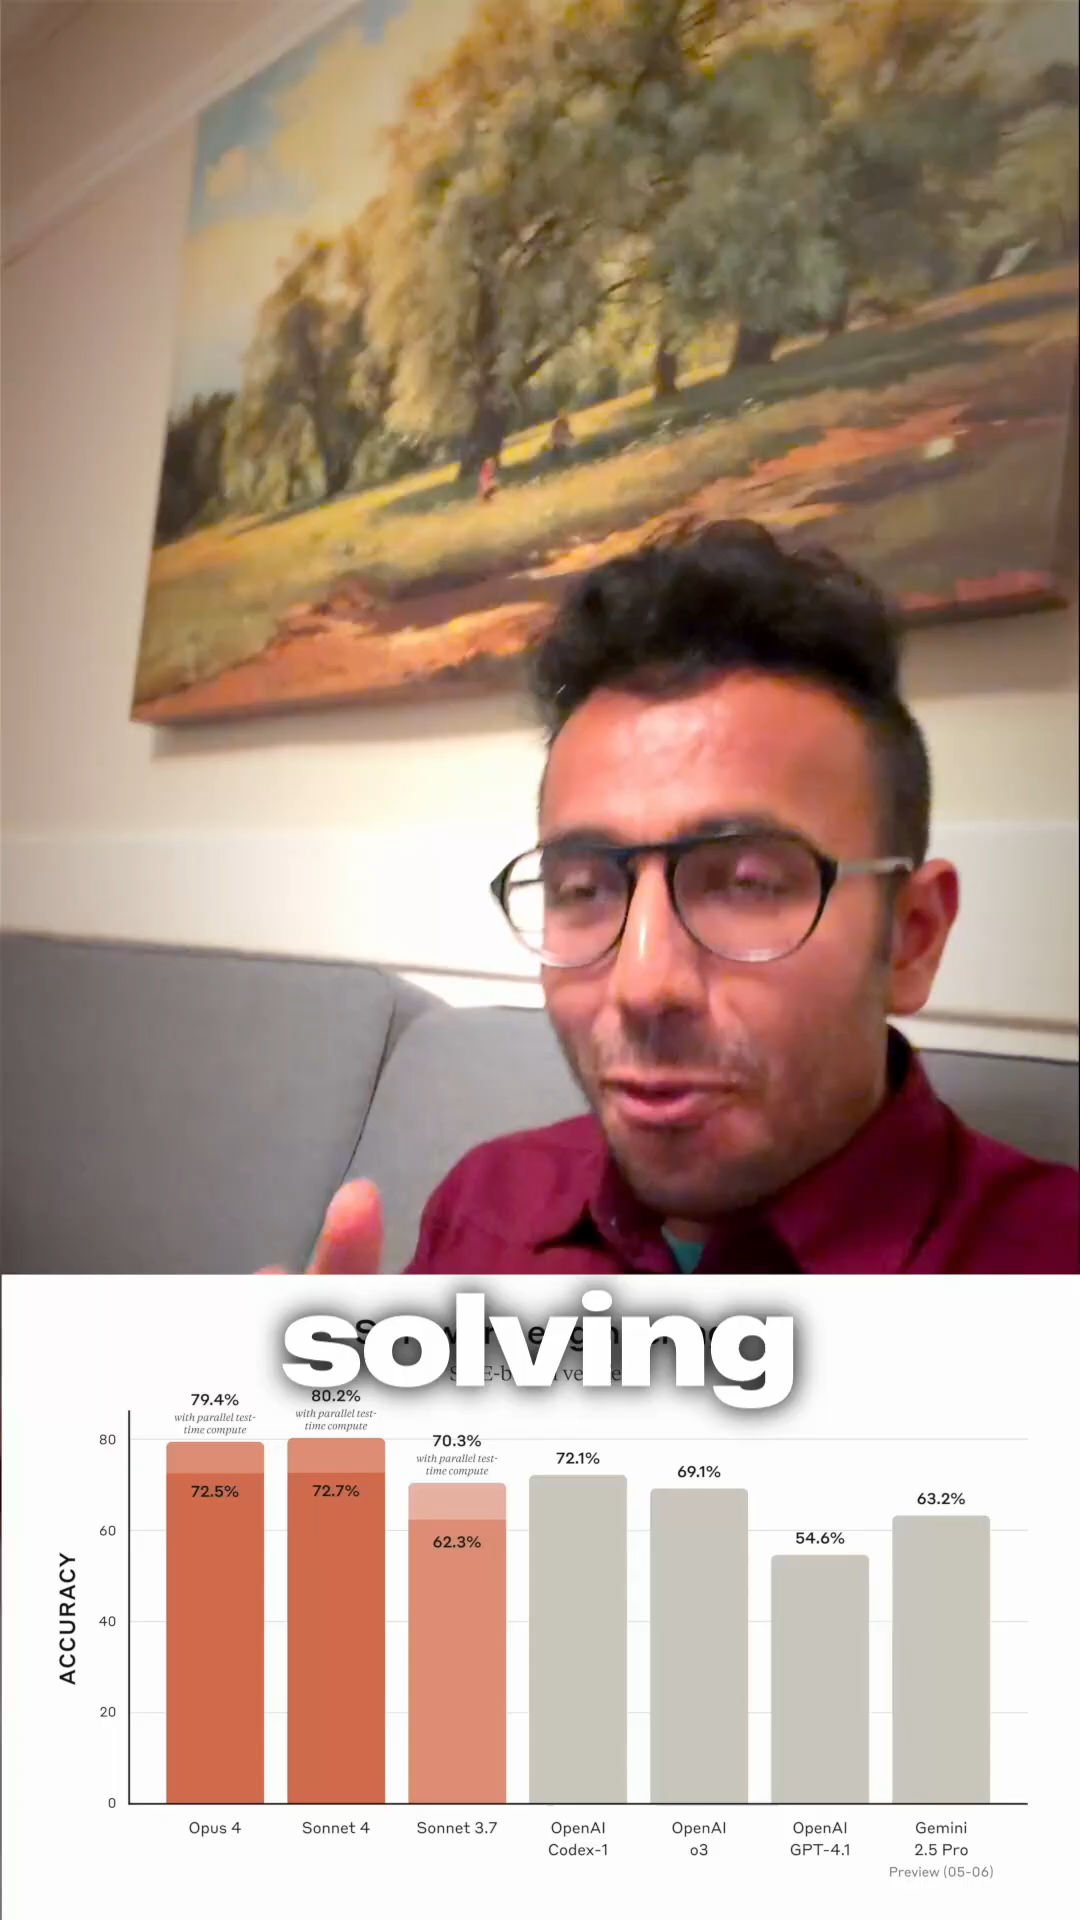 solving
79.4%
with parallel test-
time compute
80.2%
with parallel test-
time compute
70.3%
with parallel test-
time compute
72.1%
69.1%
54.6%
63.2%
72.5%
72.7%
62.3%
ACCURACY
80
60
40
20
0
Opus 4
Sonnet 4
Sonnet 3.7
OpenAI
Codex-1
OpenAI
o3
OpenAI
GPT-4.1
Gemini
2.5 Pro
Preview (05-06)